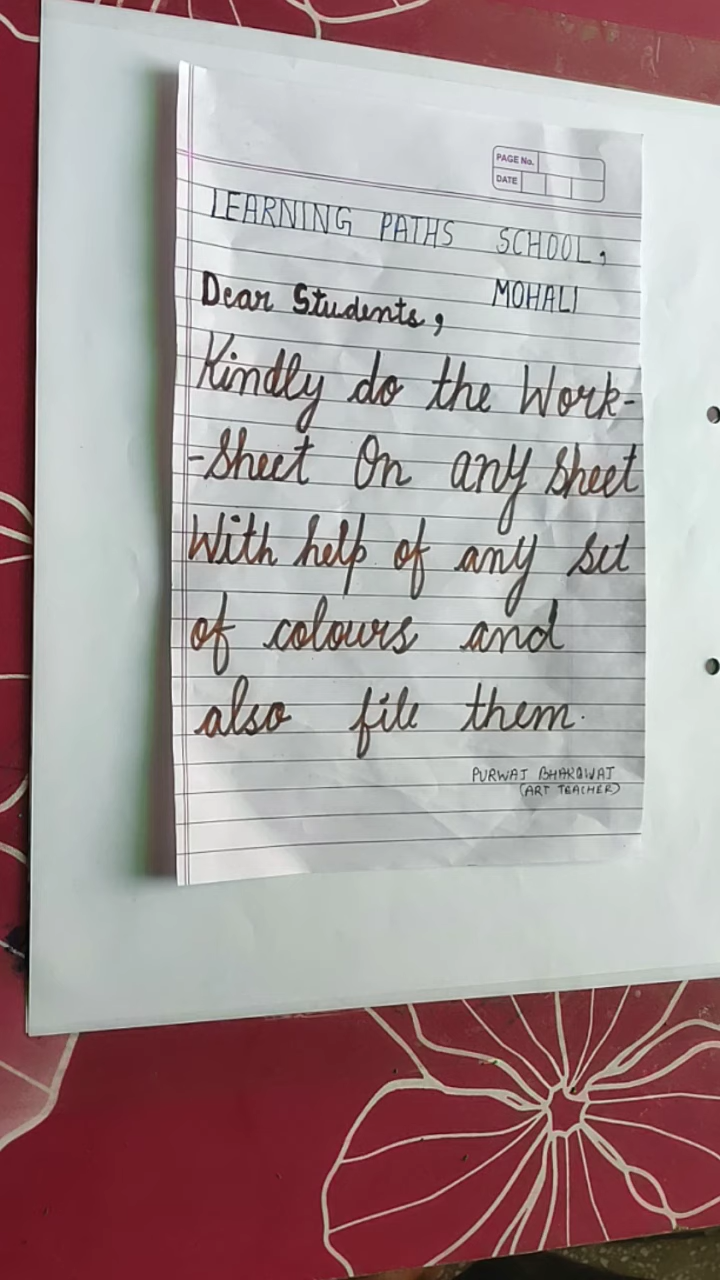 PAGE No.
DATE
LEARNING PATHS SCHOOL,
MOHALI
Dear Students,
Kindly do the Work-
-Sheet On any sheet
With help of any set
of colours and
also file them.
PURWAI BHARDWAJ
(ART TEACHER)